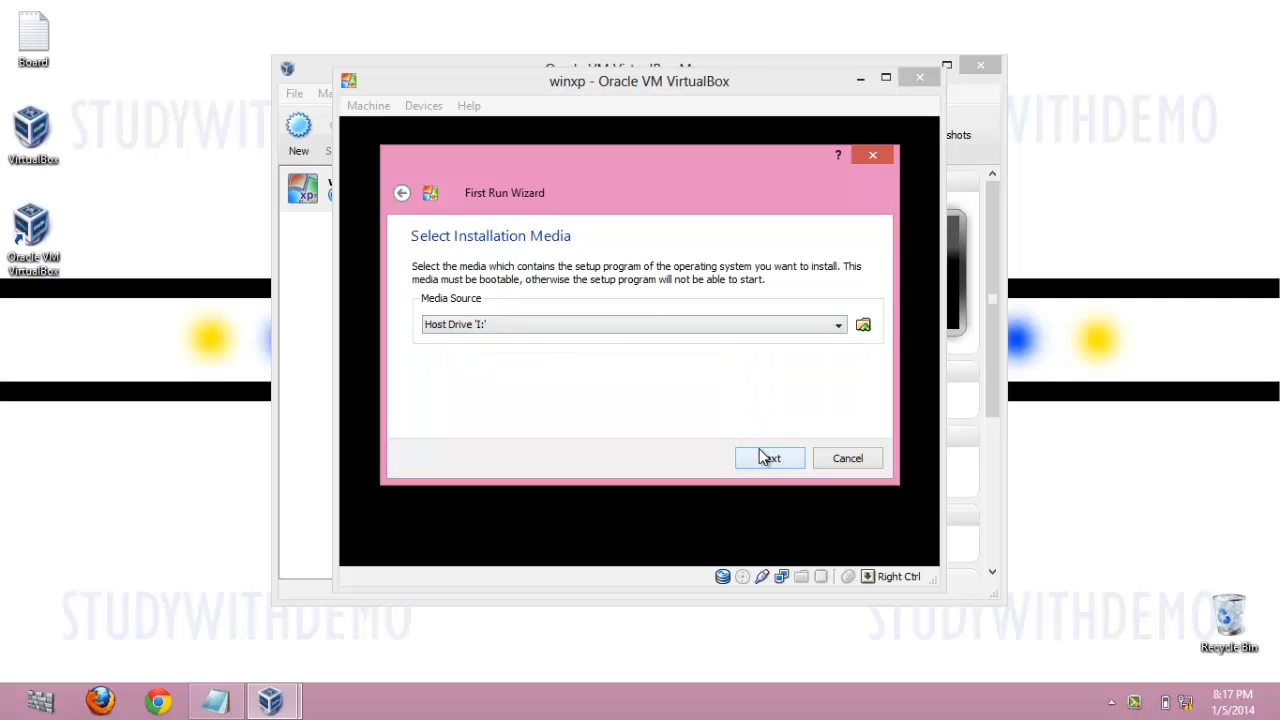 Board
VirtualBox
Oracle VM
VirtualBox
STUDYWITH
THDEMO
File
New
xp
shots
winxp - Oracle VM VirtualBox
Machine
Devices
Help
?
First Run Wizard
Select Installation Media
Select the media which contains the setup program of the operating system you want to install. This
media must be bootable, otherwise the setup program will not be able to start.
Media Source
Host Drive 'I:'
Cancel
Right Ctrl
STUDYWITHDEMO
STUDYWITHDEMO
Recycle Bin
8:17 PM
1/5/2014